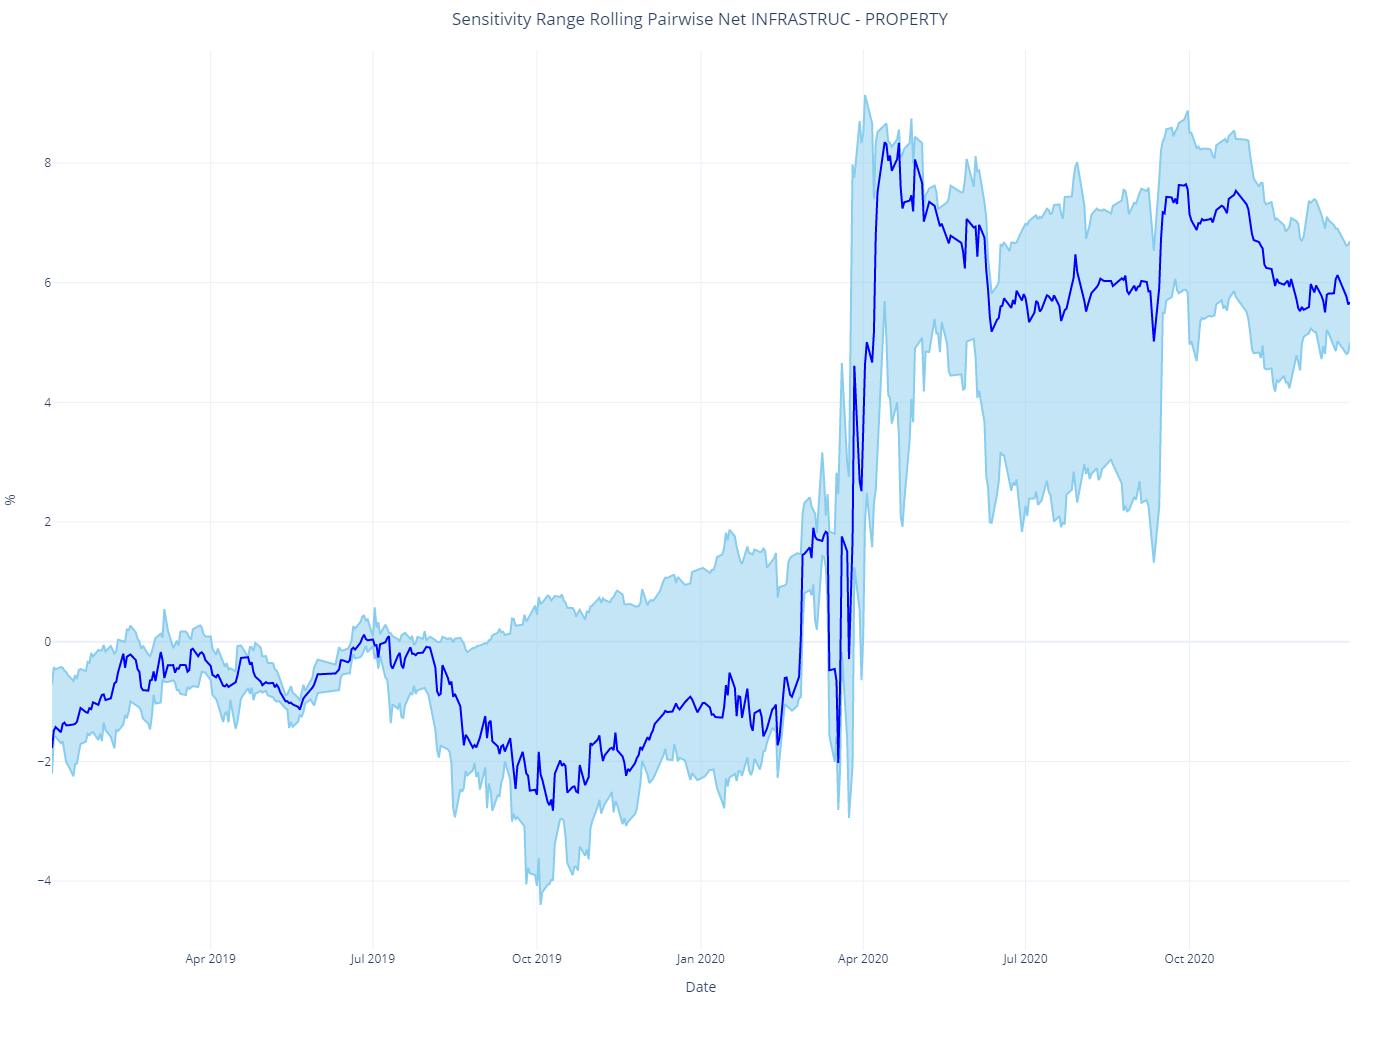 Sensitivity Range Rolling Pairwise Net INFRASTRUC - PROPERTY
8
6
4
2
0
−2
−4
%
Apr 2019
Jul 2019
Oct 2019
Jan 2020
Apr 2020
Jul 2020
Oct 2020
Date